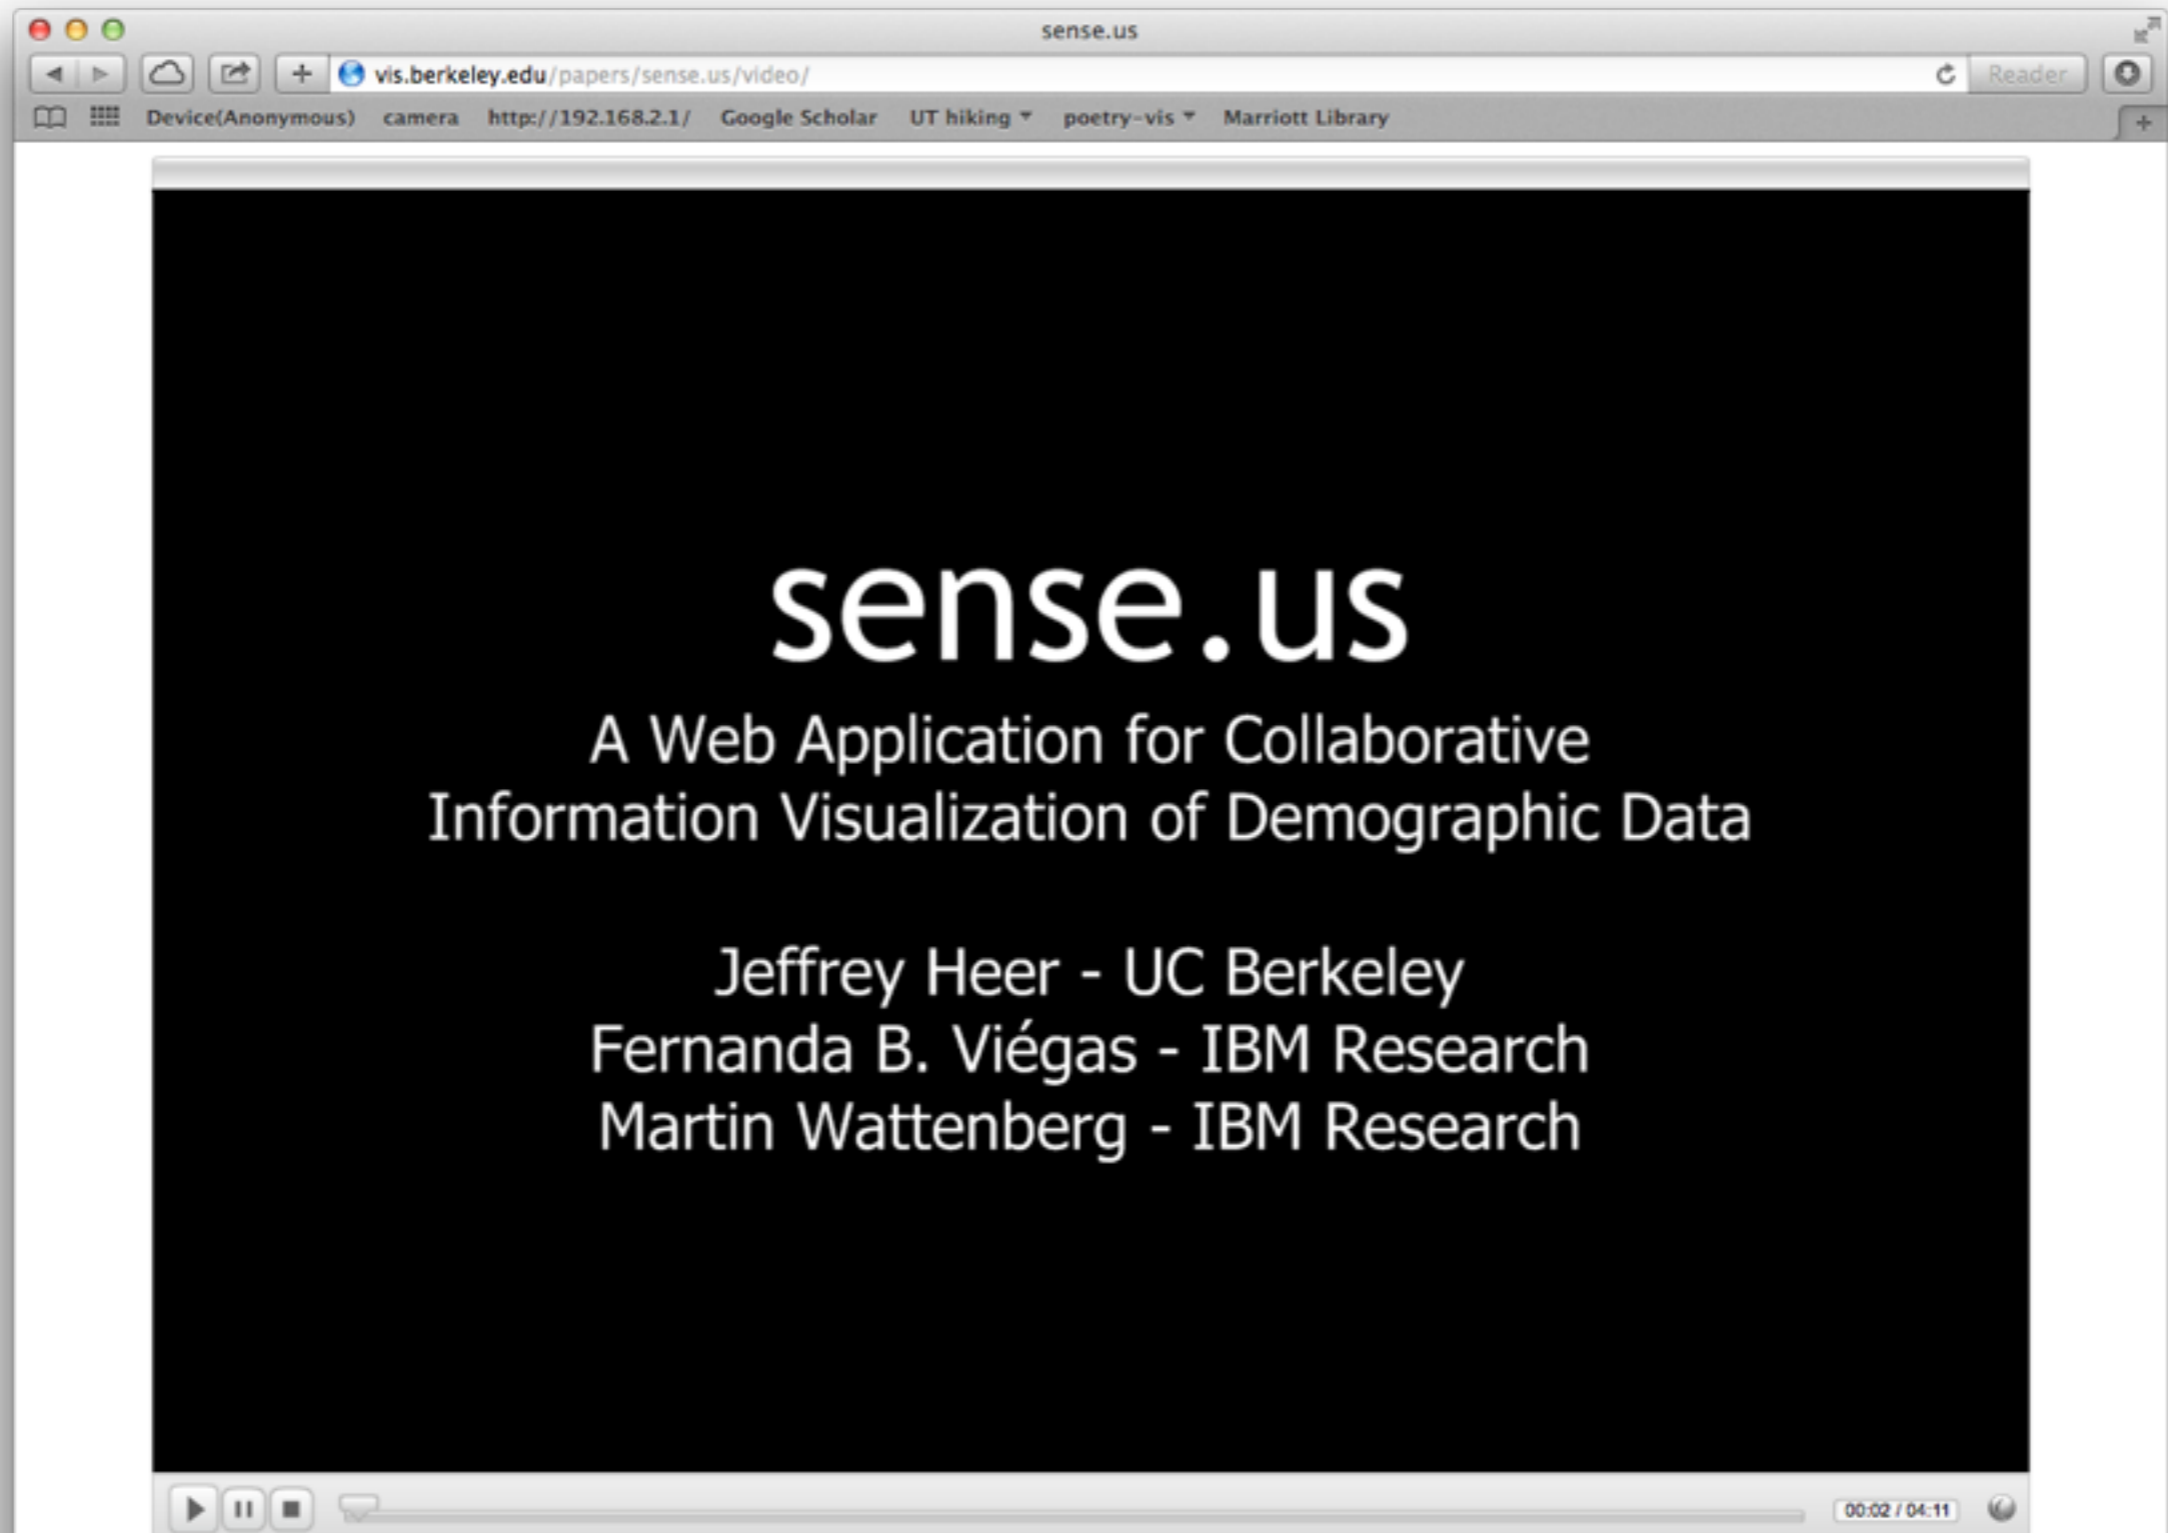 sense.us
vis.berkeley.edu/papers/sense.us/video/
Reader
Device(Anonymous) camera http://192.168.2.1/ Google Scholar UT hiking poetry-vis Marriott Library
sense.us
A Web Application for Collaborative
Information Visualization of Demographic Data
Jeffrey Heer - UC Berkeley
Fernanda B. Viégas - IBM Research
Martin Wattenberg - IBM Research
00:02 / 04:11